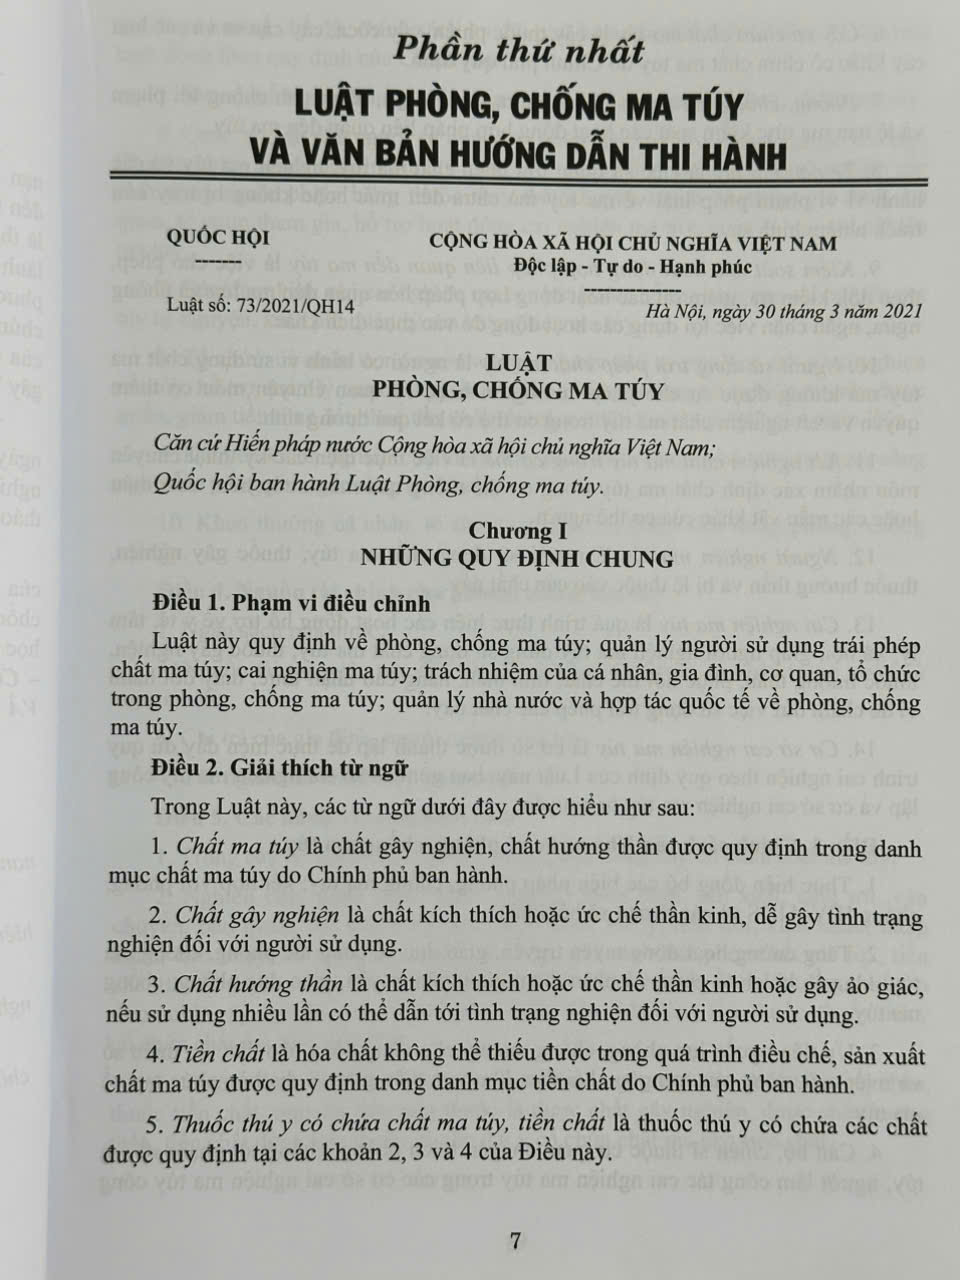 Phần thứ nhất
LUẬT PHÒNG, CHỐNG MA TÚY
VÀ VĂN BẢN HƯỚNG DẪN THI HÀNH
QUỐC HỘI
-------
Luật số: 73/2021/QH14
CỘNG HÒA XÃ HỘI CHỦ NGHĨA VIỆT NAM
Độc lập - Tự do - Hạnh phúc
---------------
Hà Nội, ngày 30 tháng 3 năm 2021
LUẬT
PHÒNG, CHỐNG MA TÚY
Căn cứ Hiến pháp nước Cộng hòa xã hội chủ nghĩa Việt Nam;
Quốc hội ban hành Luật Phòng, chống ma túy.
Chương I
NHỮNG QUY ĐỊNH CHUNG
Điều 1. Phạm vi điều chỉnh
Luật này quy định về phòng, chống ma túy; quản lý người sử dụng trái phép
chất ma túy; cai nghiện ma túy; trách nhiệm của cá nhân, gia đình, cơ quan, tổ chức
trong phòng, chống ma túy; quản lý nhà nước và hợp tác quốc tế về phòng, chống
ma túy.
Điều 2. Giải thích từ ngữ
Trong Luật này, các từ ngữ dưới đây được hiểu như sau:
1. Chất ma túy là chất gây nghiện, chất hướng thần được quy định trong danh
mục chất ma túy do Chính phủ ban hành.
2. Chất gây nghiện là chất kích thích hoặc ức chế thần kinh, dễ gây tình trạng
nghiện đối với người sử dụng.
3. Chất hướng thần là chất kích thích hoặc ức chế thần kinh hoặc gây ảo giác,
nếu sử dụng nhiều lần có thể dẫn tới tình trạng nghiện đối với người sử dụng.
4. Tiền chất là hóa chất không thể thiếu được trong quá trình điều chế, sản xuất
chất ma túy được quy định trong danh mục tiền chất do Chính phủ ban hành.
5. Thuốc thú y có chứa chất ma túy, tiền chất là thuốc thú y có chứa các chất
được quy định tại các khoản 2, 3 và 4 của Điều này.
7